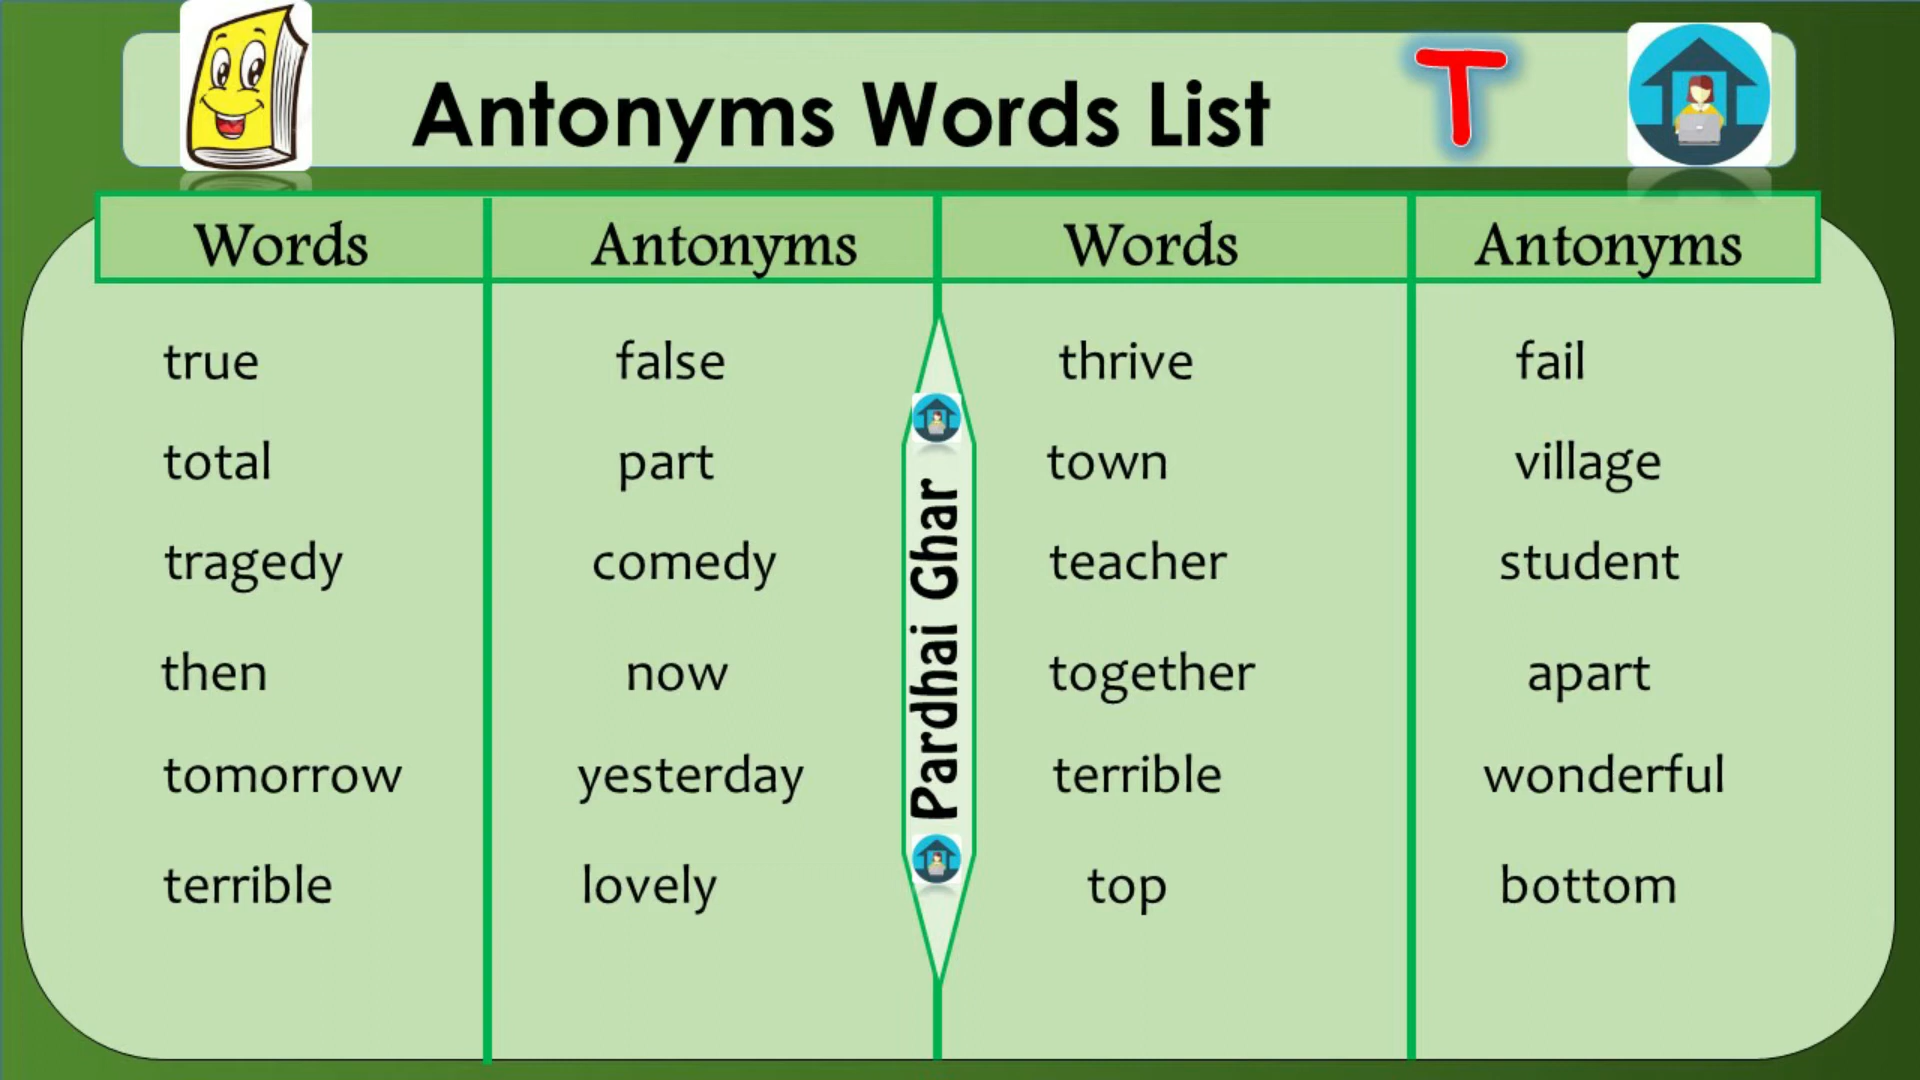 Antonyms Words List T
Words Antonyms Words Antonyms
true false thrive fail
total part town village
tragedy comedy teacher student
then now together apart
tomorrow yesterday terrible wonderful
terrible lovely top bottom
Pardhai Ghar